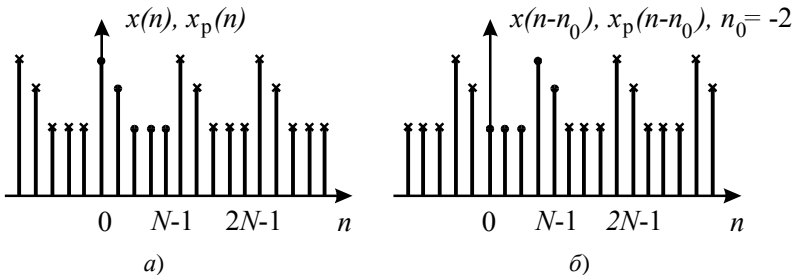 x(n), xₚ(n)
x(n-n₀), xₚ(n-n₀), n₀= -2
0 N-1 2N-1 n
0 N-1 2N-1 n
а)
б)